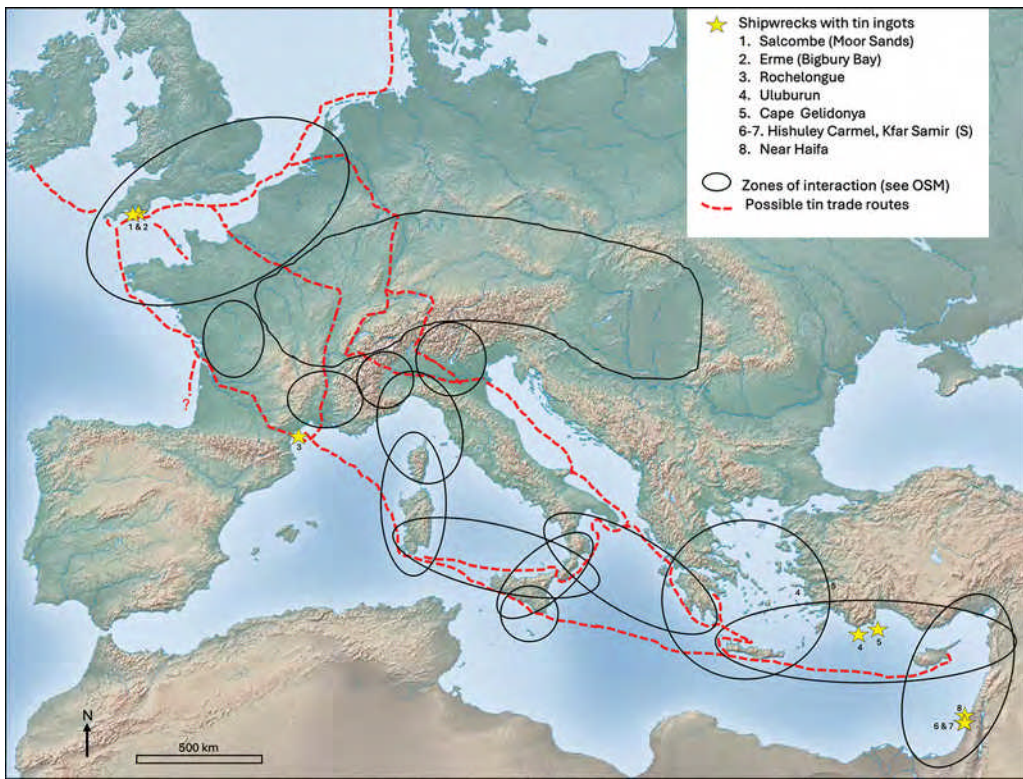 Shipwrecks with tin ingots
1. Salcombe (Moor Sands)
2. Erme (Bigbury Bay)
3. Rochelongue
4. Uluburun
5. Cape Gelidonya
6-7. Hishuley Carmel, Kfar Samir (S)
8. Near Haifa
Zones of interaction (see OSM)
Possible tin trade routes
1 & 2
?
3
4
4 5
8
6 & 7
N
500 km